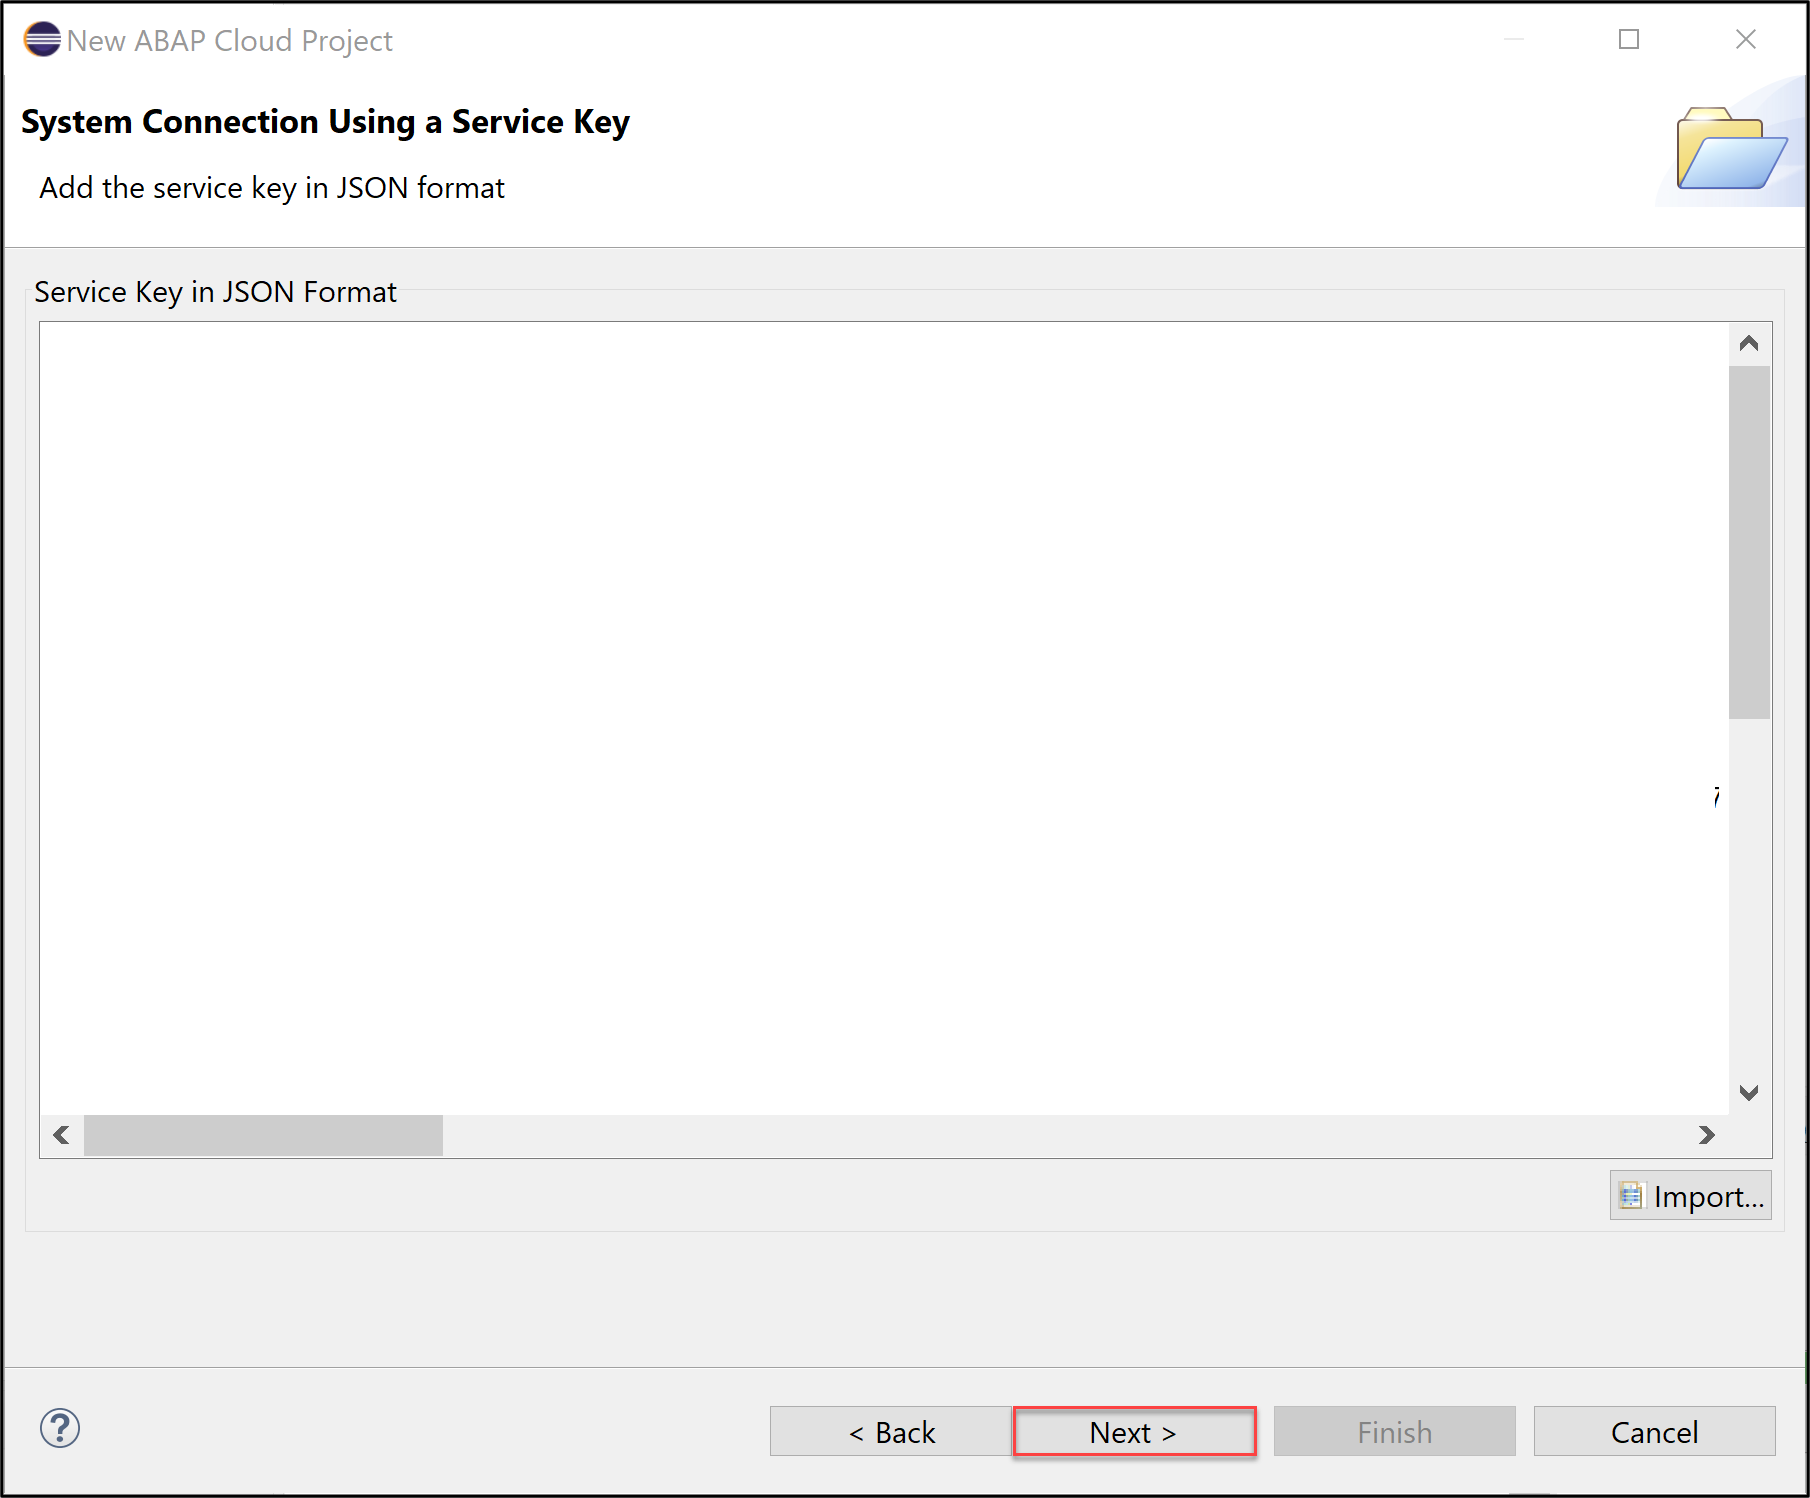 New ABAP Cloud Project
System Connection Using a Service Key
Add the service key in JSON format
Service Key in JSON Format
Import...
< Back
Next >
Finish
Cancel